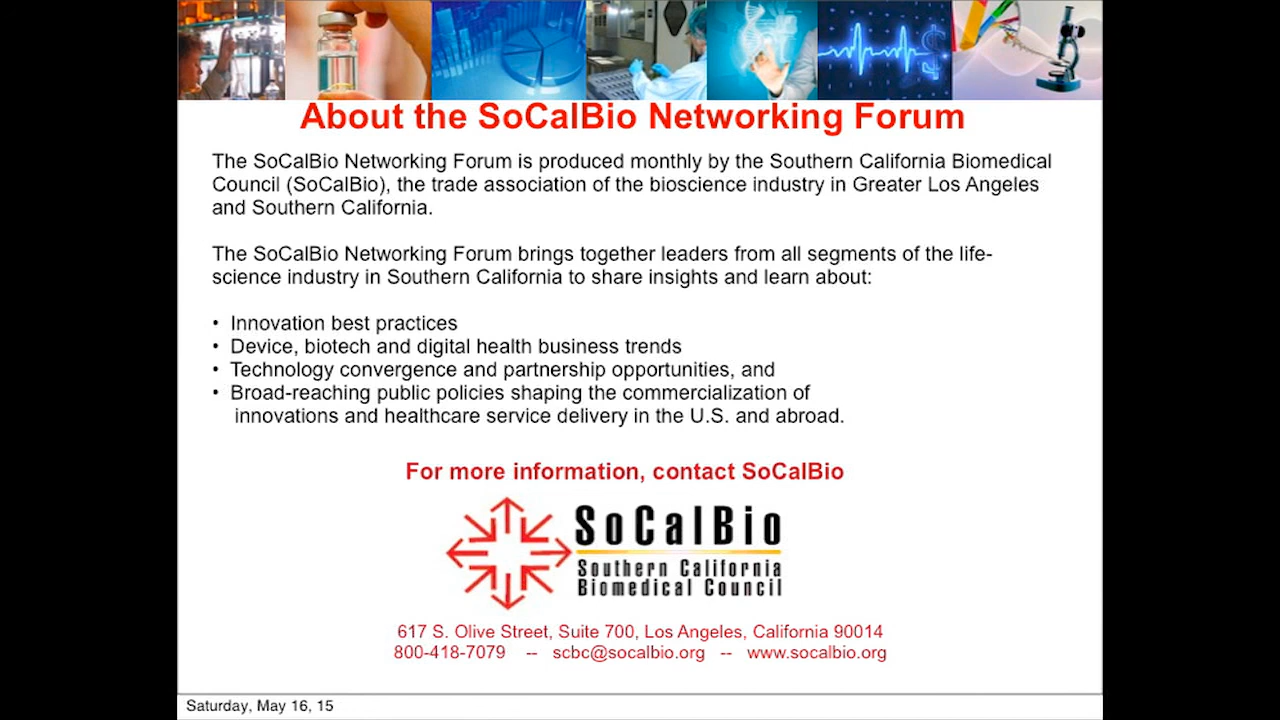 About the SoCalBio Networking Forum
The SoCalBio Networking Forum is produced monthly by the Southern California Biomedical
Council (SoCalBio), the trade association of the bioscience industry in Greater Los Angeles
and Southern California.
The SoCalBio Networking Forum brings together leaders from all segments of the life-
science industry in Southern California to share insights and learn about:
• Innovation best practices
• Device, biotech and digital health business trends
• Technology convergence and partnership opportunities, and
• Broad-reaching public policies shaping the commercialization of
innovations and healthcare service delivery in the U.S. and abroad.
For more information, contact SoCalBio
SoCalBio
Southern California
Biomedical Council
617 S. Olive Street, Suite 700, Los Angeles, California 90014
800-418-7079 -- scbc@socalbio.org -- www.socalbio.org
Saturday, May 16, 15